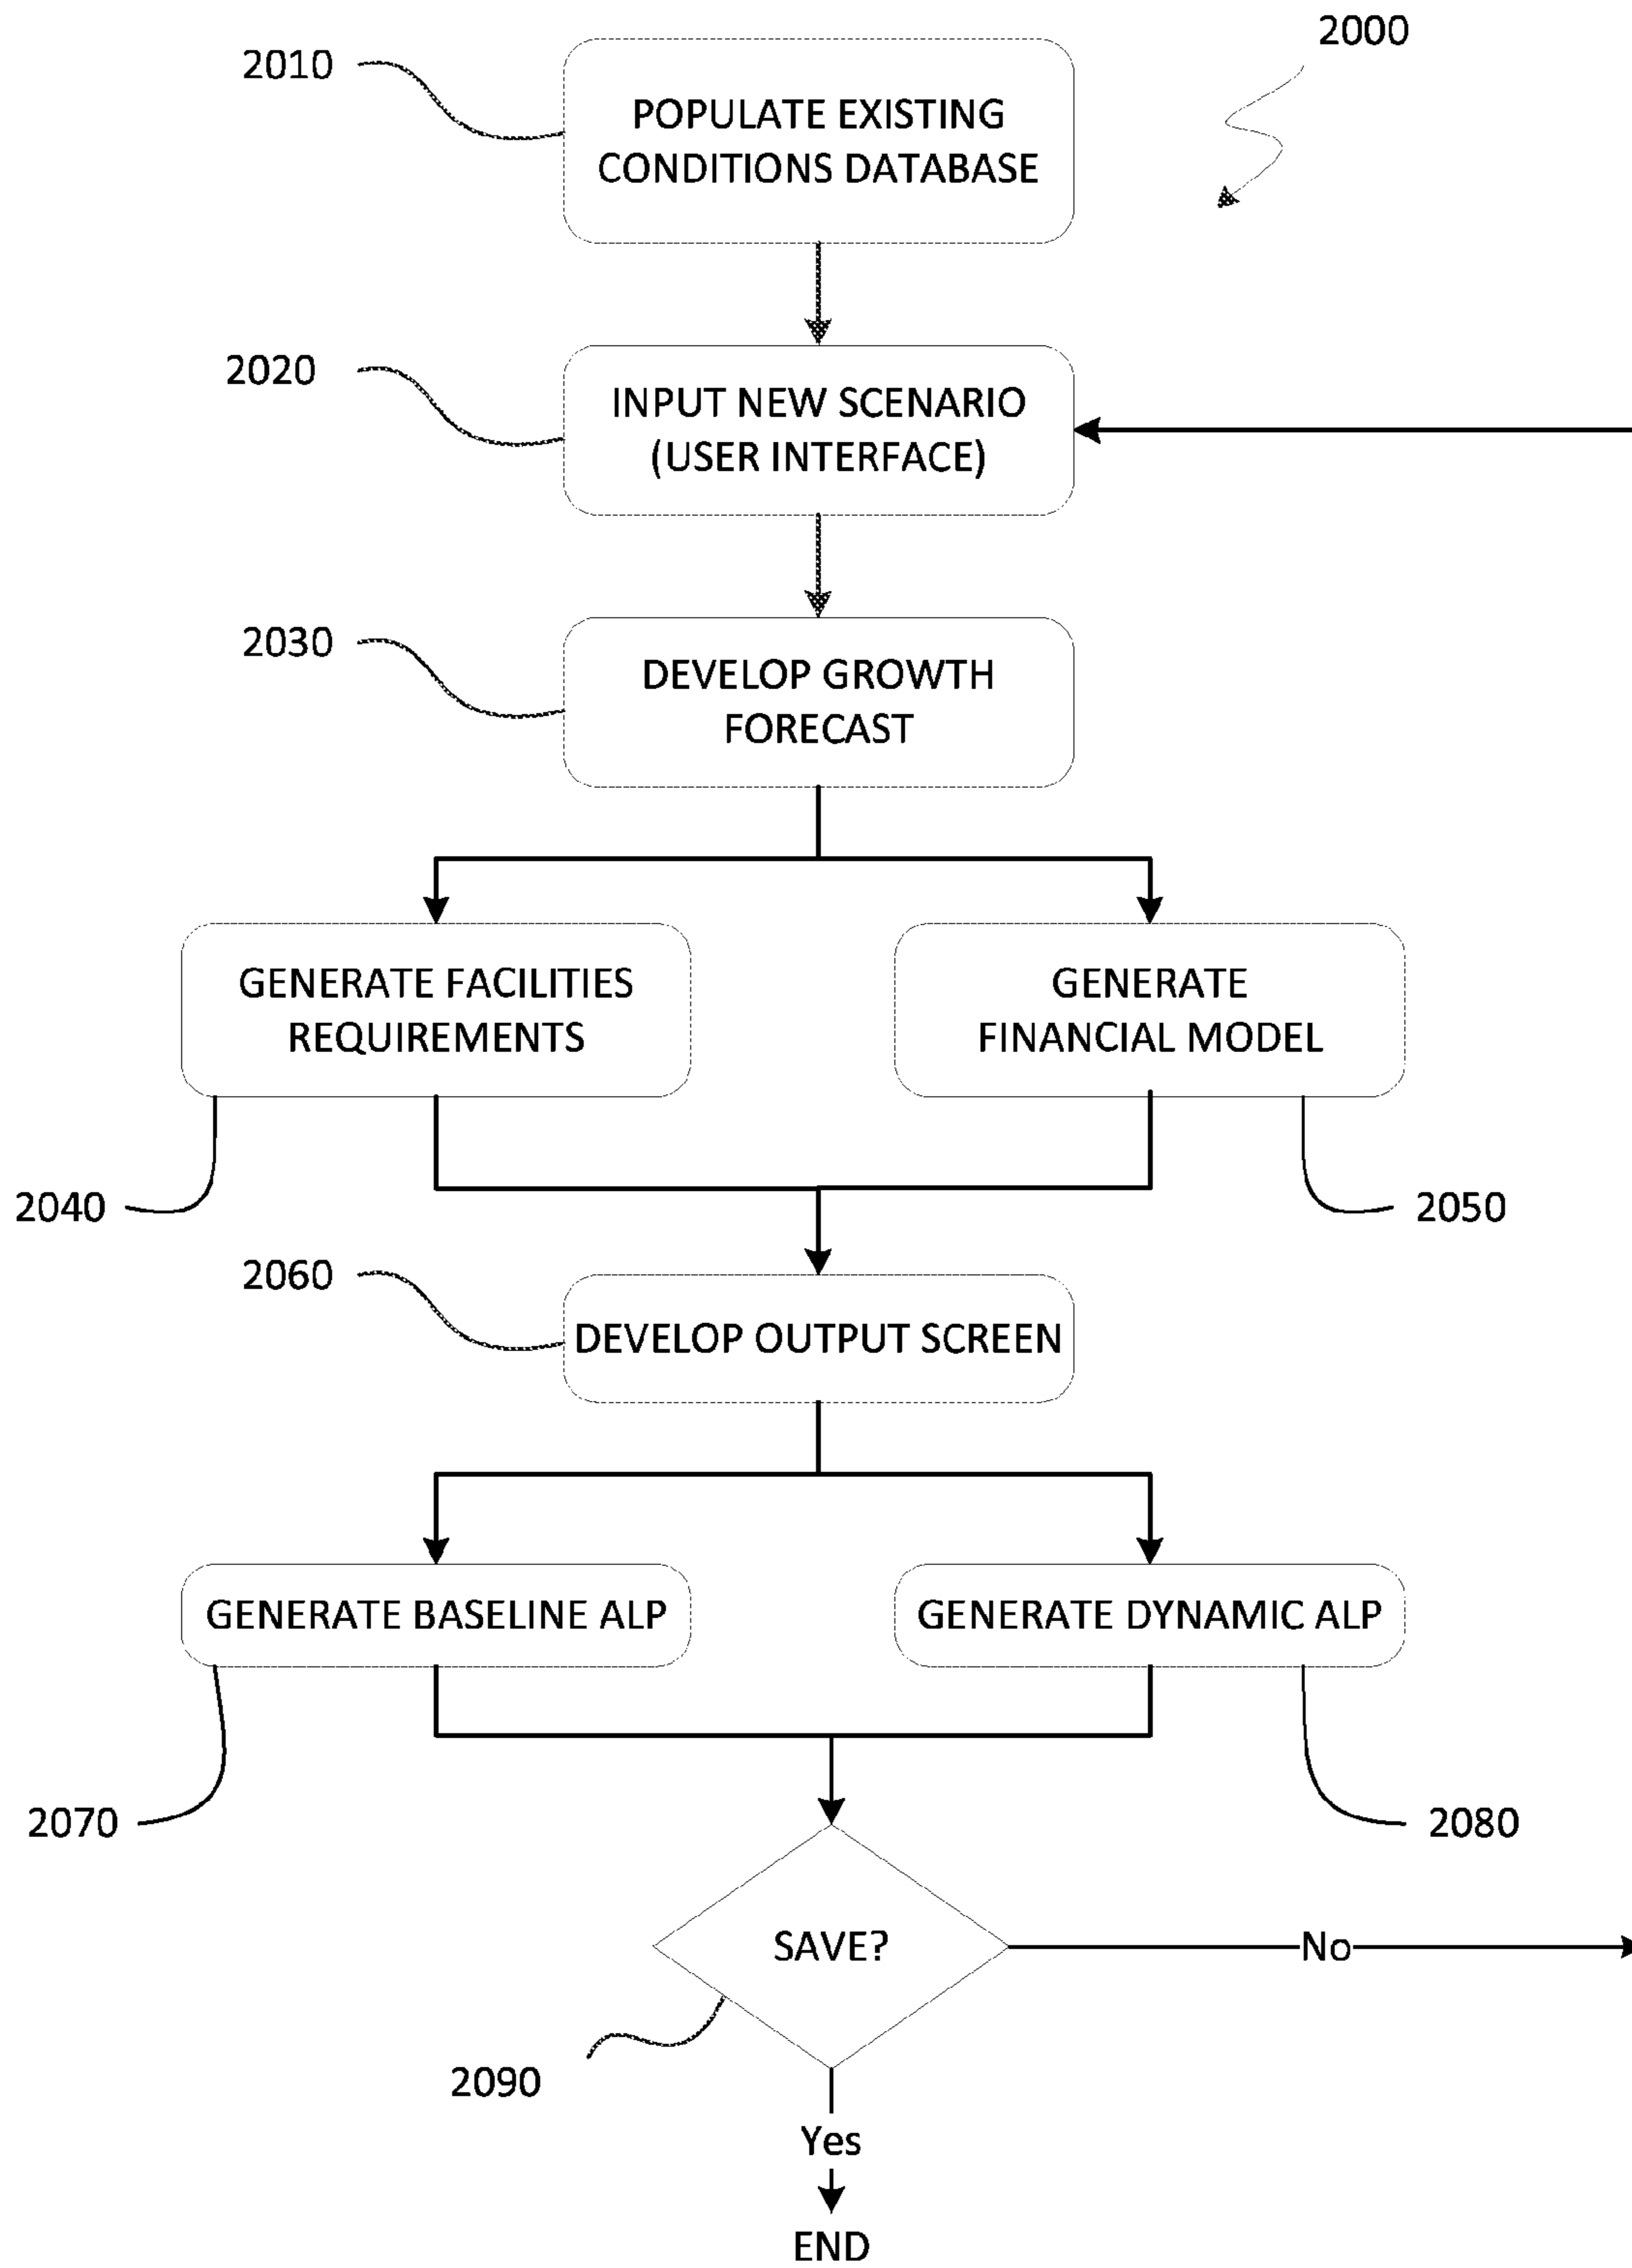 2000
2010
POPULATE EXISTING
CONDITIONS DATABASE
2020
INPUT NEW SCENARIO
(USER INTERFACE)
2030
DEVELOP GROWTH
FORECAST
GENERATE FACILITIES
REQUIREMENTS
GENERATE
FINANCIAL MODEL
2040
2050
2060
DEVELOP OUTPUT SCREEN
GENERATE BASELINE ALP
GENERATE DYNAMIC ALP
2070
2080
SAVE?
No
2090
Yes
END